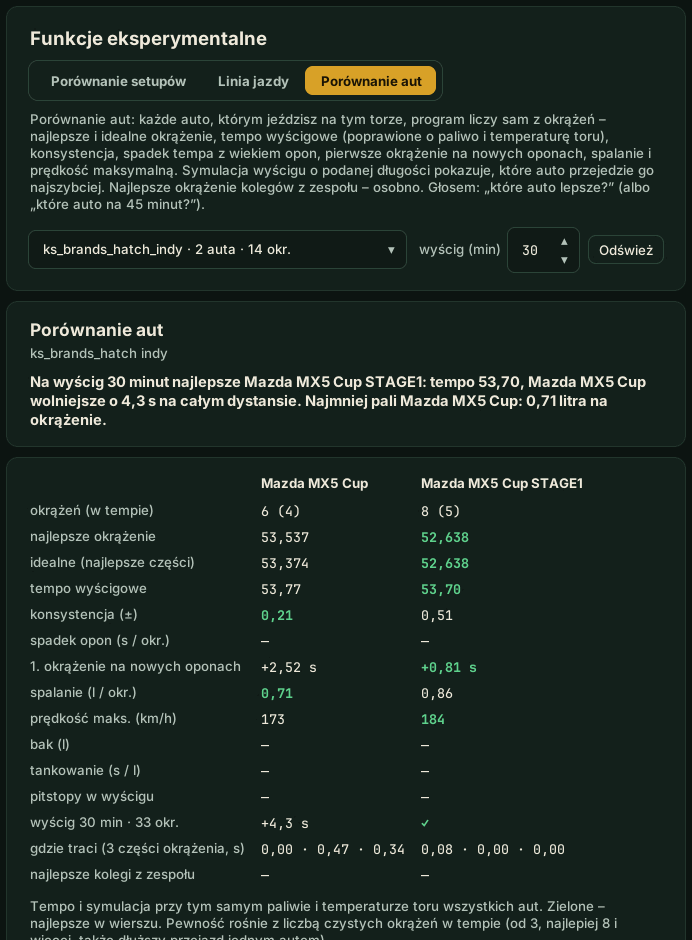 Funkcje eksperymentalne
Porównanie setupów Linia jazdy Porównanie aut
Porównanie aut: każde auto, którym jeździsz na tym torze, program liczy sam z okrążeń –
najlepsze i idealne okrążenie, tempo wyścigowe (poprawione o paliwo i temperaturę toru),
konsystencja, spadek tempa z wiekiem opon, pierwsze okrążenie na nowych oponach, spalanie i
prędkość maksymalną. Symulacja wyścigu o podanej długości pokazuje, które auto przejedzie go
najszybciej. Najlepsze okrążenie kolegów z zespołu – osobno. Głosem: „które auto lepsze?” (albo
„które auto na 45 minut?”).
ks_brands_hatch_indy · 2 auta · 14 okr. ▾ wyścig (min) 30 ▲ ▼ Odśwież
Porównanie aut
ks_brands_hatch indy
Na wyścig 30 minut najlepsze Mazda MX5 Cup STAGE1: tempo 53,70, Mazda MX5 Cup
wolniejsze o 4,3 s na całym dystansie. Najmniej pali Mazda MX5 Cup: 0,71 litra na
okrążenie.
Mazda MX5 Cup Mazda MX5 Cup STAGE1
okrążeń (w tempie) 6 (4) 8 (5)
najlepsze okrążenie 53,537 52,638
idealne (najlepsze części) 53,374 52,638
tempo wyścigowe 53,77 53,70
konsystencja (±) 0,21 0,51
spadek opon (s / okr.) — —
1. okrążenie na nowych oponach +2,52 s +0,81 s
spalanie (l / okr.) 0,71 0,86
prędkość maks. (km/h) 173 184
bak (l) — —
tankowanie (s / l) — —
pitstopy w wyścigu — —
wyścig 30 min · 33 okr. +4,3 s ✓
gdzie traci (3 części okrążenia, s) 0,00 · 0,47 · 0,34 0,08 · 0,00 · 0,00
najlepsze kolegi z zespołu — —
Tempo i symulacja przy tym samym paliwie i temperaturze toru wszystkich aut. Zielone –
najlepsze w wierszu. Pewność rośnie z liczbą czystych okrążeń w tempie (od 3, najlepiej 8 i
więcej, także dłuższy przejazd jednym autem).